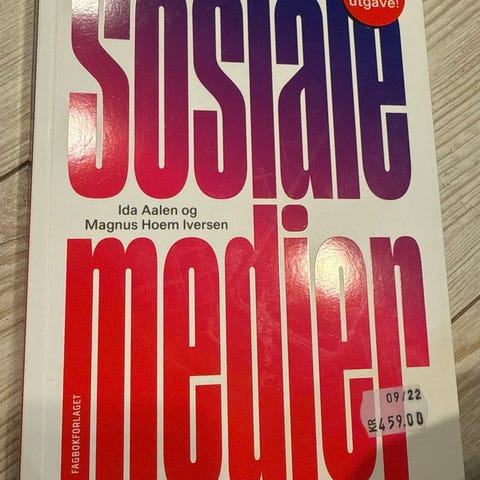 utgave!
Sosiale
Ida Aalen og
Magnus Hoem Iversen
medier
FAGBOKFORLAGET
09/22
KR 459.00